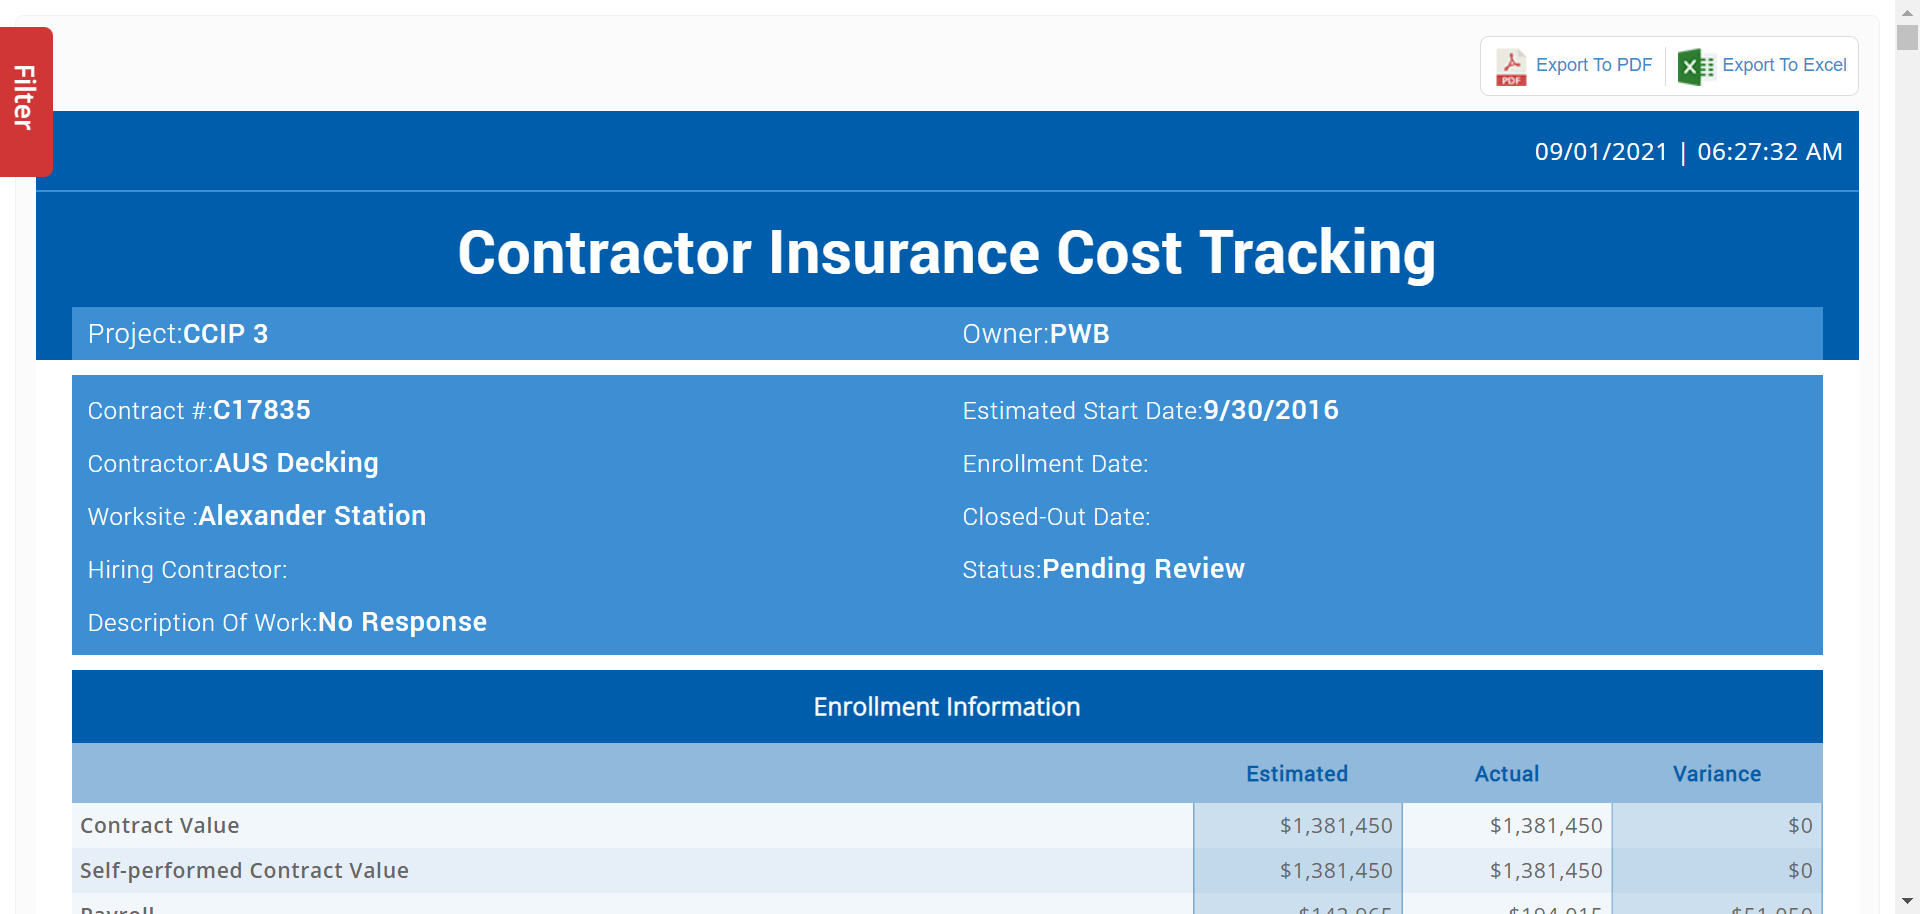 Filter
PDF
Export To PDF
Export To Excel
09/01/2021 | 06:27:32 AM
Contractor Insurance Cost Tracking
Project:CCIP 3
Owner:PWB
Contract #:C17835
Estimated Start Date:9/30/2016
Contractor:AUS Decking
Enrollment Date:
Worksite :Alexander Station
Closed-Out Date:
Hiring Contractor:
Status:Pending Review
Description Of Work:No Response
Enrollment Information
Estimated Actual Variance
Contract Value $1,381,450 $1,381,450 $0
Self-performed Contract Value $1,381,450 $1,381,450 $0
Payroll